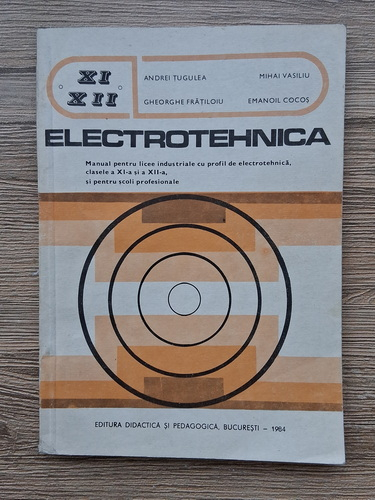 XI
XII
ANDREI ȚUGULEA MIHAI VASILIU
GHEORGHE FRĂȚILOIU EMANOIL COCOȘ
ELECTROTEHNICA
Manual pentru licee industriale cu profil de electrotehnică,
clasele a XI-a și a XII-a,
și pentru școli profesionale
EDITURA DIDACTICĂ ȘI PEDAGOGICĂ, BUCUREȘTI – 1984